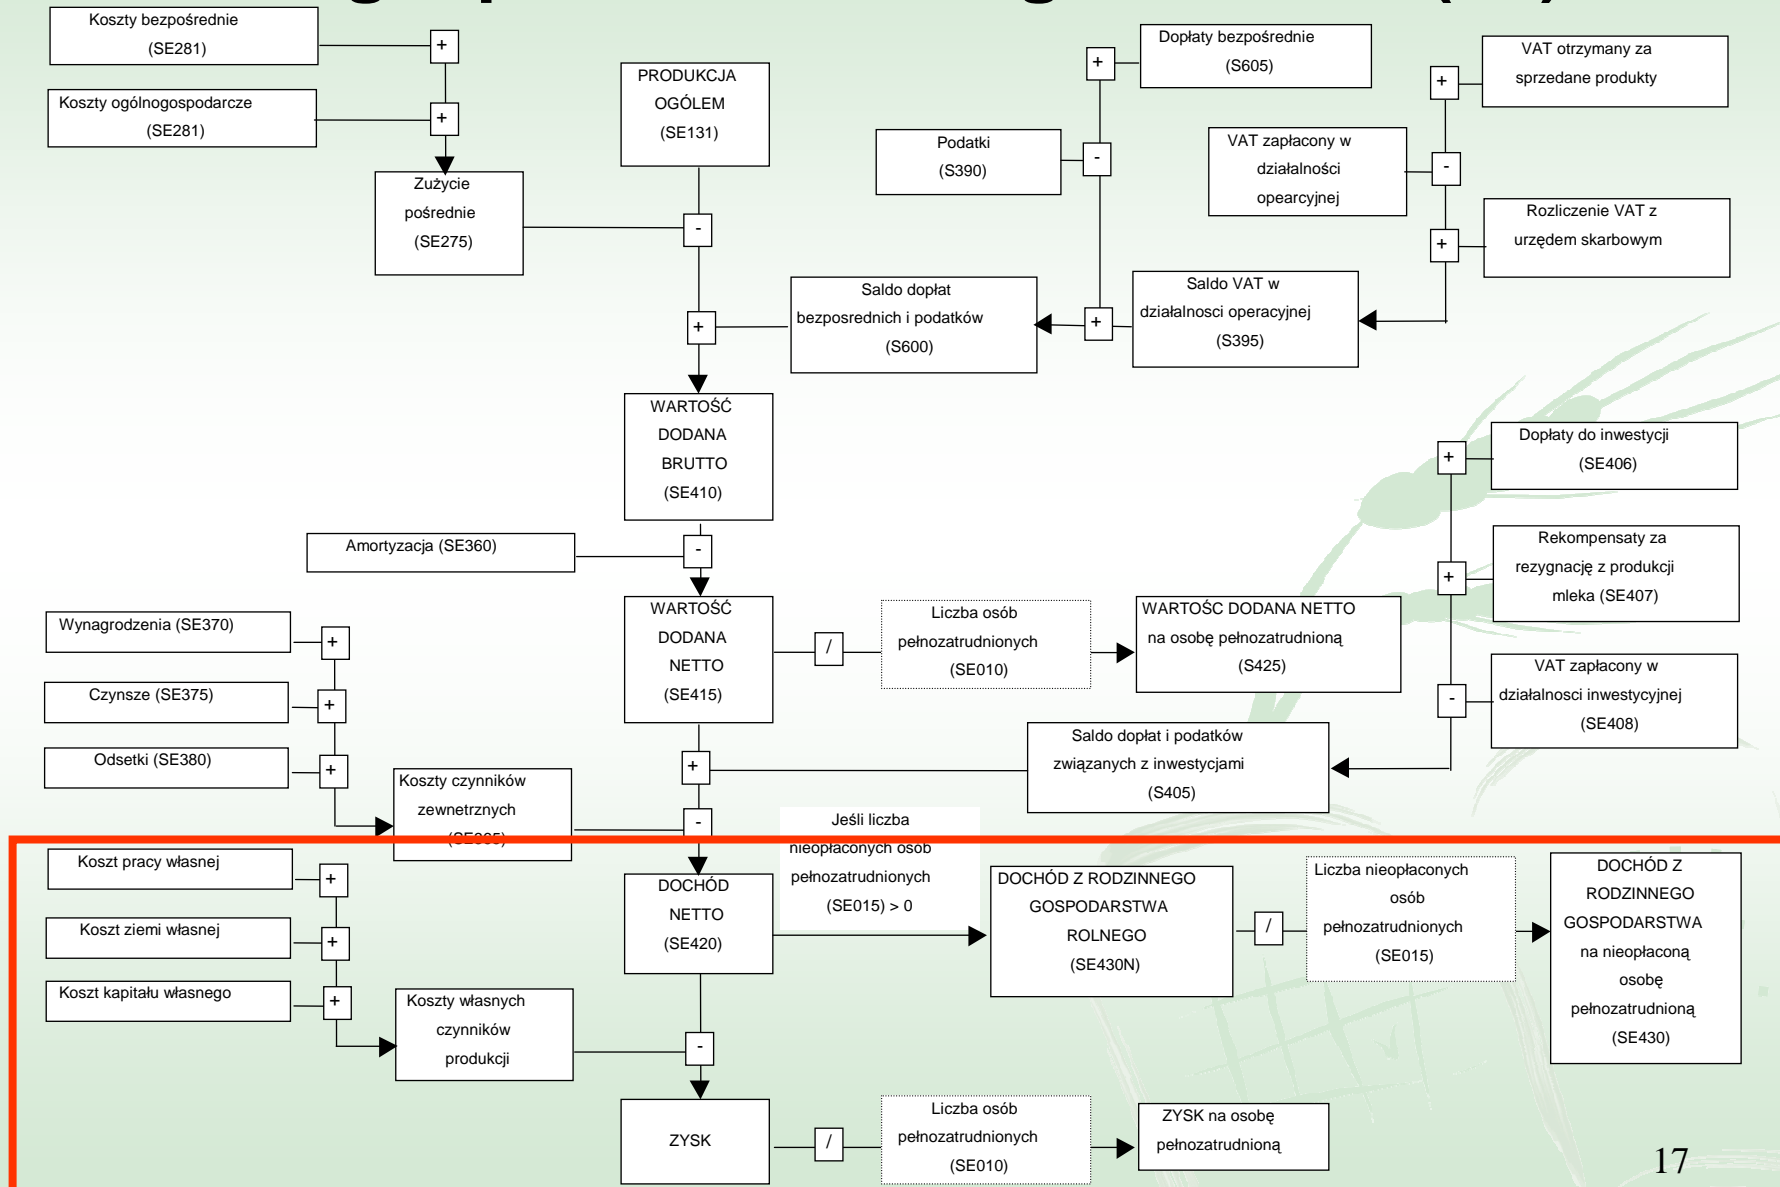 Koszty bezpośrednie
(SE281)
+
Koszty ogólnogospodarcze
(SE281)
+
Zużycie
pośrednie
(SE275)
PRODUKCJA
OGÓLEM
(SE131)
-
Dopłaty bezpośrednie
(S605)
+
Podatki
(S390)
-
VAT otrzymany za
sprzedane produkty
+
VAT zapłacony w
działalności
opearcyjnej
-
Rozliczenie VAT z
urzędem skarbowym
+
Saldo VAT w
działalnosci operacyjnej
(S395)
+
Saldo dopłat
bezposrednich i podatków
(S600)
+
WARTOŚĆ
DODANA
BRUTTO
(SE410)
Amortyzacja (SE360)
-
WARTOŚĆ
DODANA
NETTO
(SE415)
/
Liczba osób
pełnozatrudnionych
(SE010)
WARTOŚC DODANA NETTO
na osobę pełnozatrudnioną
(S425)
Dopłaty do inwestycji
(SE406)
+
Rekompensaty za
rezygnację z produkcji
mleka (SE407)
+
VAT zapłacony w
działalnosci inwestycyjnej
(SE408)
-
Saldo dopłat i podatków
związanych z inwestycjami
(S405)
+
Wynagrodzenia (SE370)
+
Czynsze (SE375)
+
Odsetki (SE380)
+
Koszty czynników
zewnetrznych
-
Jeśli liczba
nieopłaconych osób
pełnozatrudnionych
(SE015) > 0
DOCHÓD
NETTO
(SE420)
DOCHÓD Z RODZINNEGO
GOSPODARSTWA
ROLNEGO
(SE430N)
/
Liczba nieopłaconych
osób
pełnozatrudnionych
(SE015)
DOCHÓD Z
RODZINNEGO
GOSPODARSTWA
na nieopłaconą
osobę
pełnozatrudnioną
(SE430)
Koszt pracy własnej
+
Koszt ziemi własnej
+
Koszt kapitału własnego
+
Koszty własnych
czynników
produkcji
-
ZYSK
/
Liczba osób
pełnozatrudnionych
(SE010)
ZYSK na osobę
pełnozatrudnioną
17